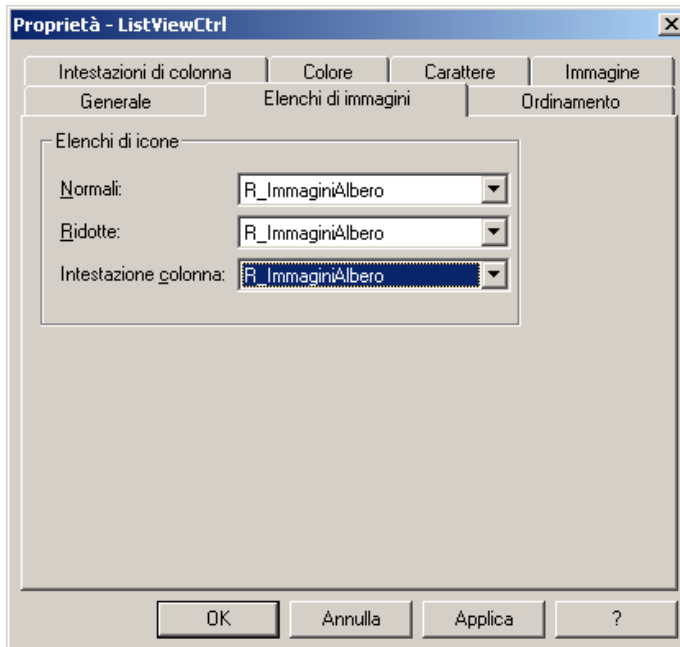 Proprietà - ListViewCtrl
Intestazioni di colonna Colore Carattere Immagine
Generale Elenchi di immagini Ordinamento
Elenchi di icone
Normali: R_ImmaginiAlbero
Ridotte: R_ImmaginiAlbero
Intestazione colonna: R_ImmaginiAlbero
OK Annulla Applica ?